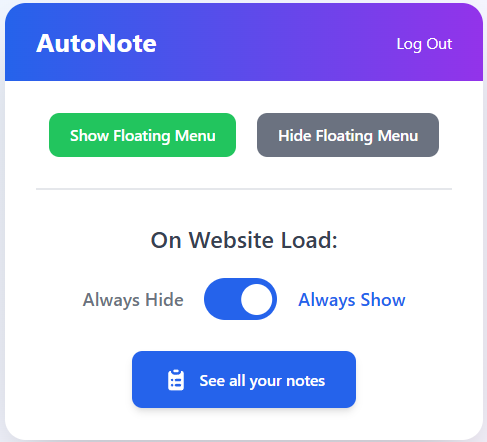 AutoNote
Log Out
Show Floating Menu
Hide Floating Menu
On Website Load:
Always Hide
Always Show
See all your notes